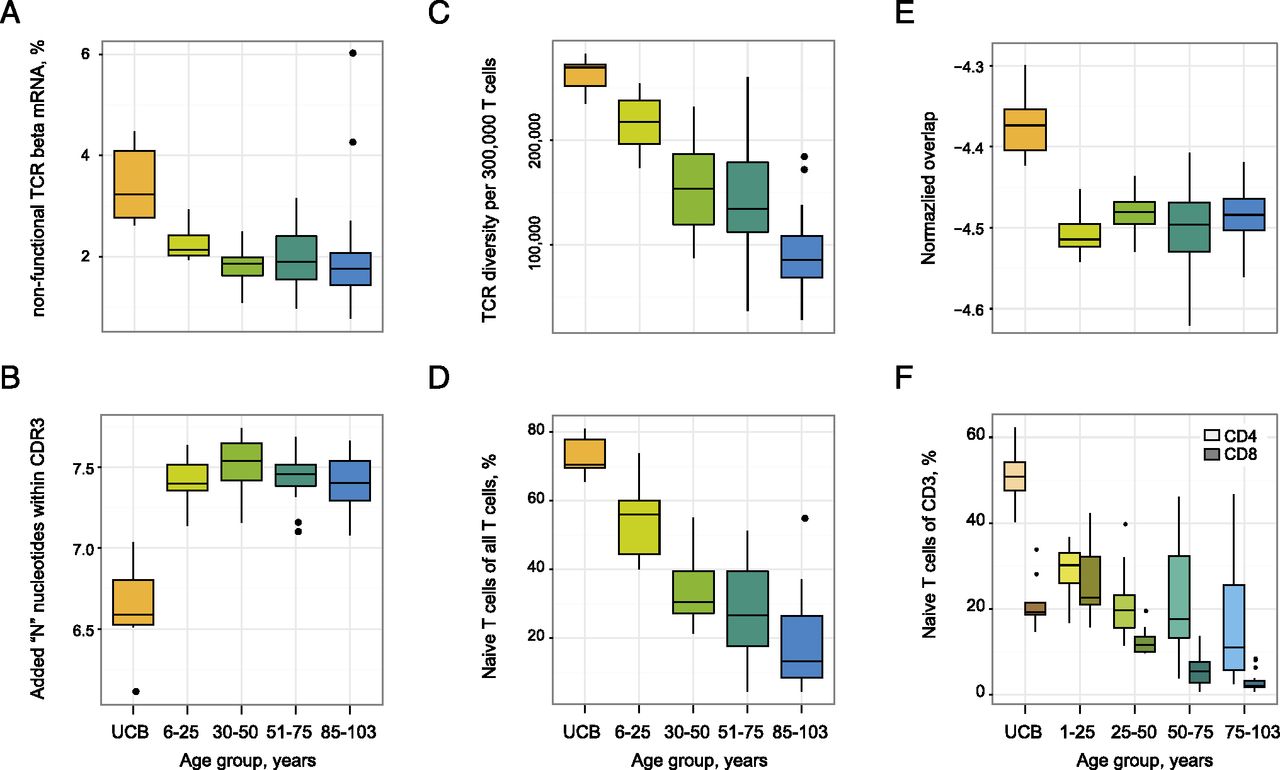 A
non-functional TCR beta mRNA, %
6
4
2
B
Added “N” nucleotides within CDR3
7.5
7.0
6.5
UCB 6-25 30-50 51-75 85-103
Age group, years
C
TCR diversity per 300,000 T cells
200,000
100,000
D
Naive T cells of all T cells, %
80
60
40
20
UCB 6-25 30-50 51-75 85-103
Age group, years
E
Normazlied overlap
−4.3
−4.4
−4.5
−4.6
F
Naive T cells of CD3, %
60
40
20
0
CD4
CD8
UCB 1-25 25-50 50-75 75-103
Age group, years